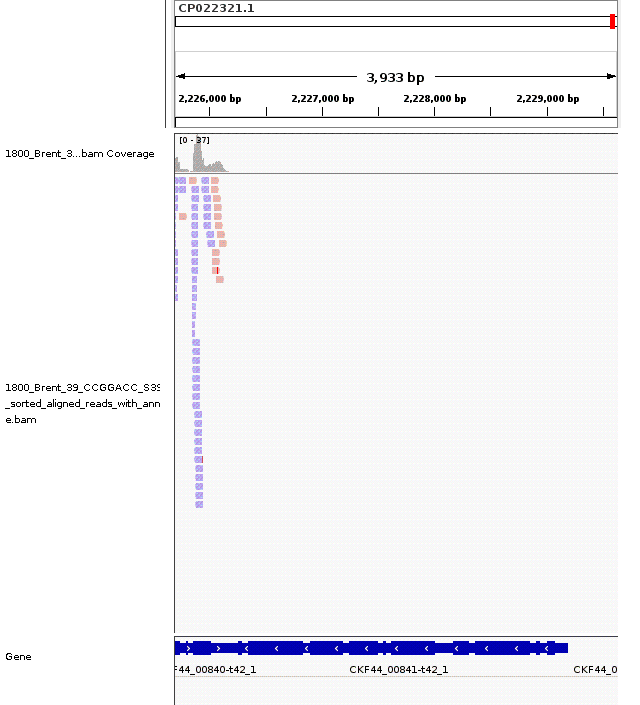 CP022321.1
3,933 bp
2,226,000 bp 2,227,000 bp 2,228,000 bp 2,229,000 bp
[0 - 37]
1800_Brent_3...bam Coverage
1800_Brent_39_CCGGACC_S39
_sorted_aligned_reads_with_ann
e.bam
Gene
F44_00840-t42_1 CKF44_00841-t42_1 CKF44_0